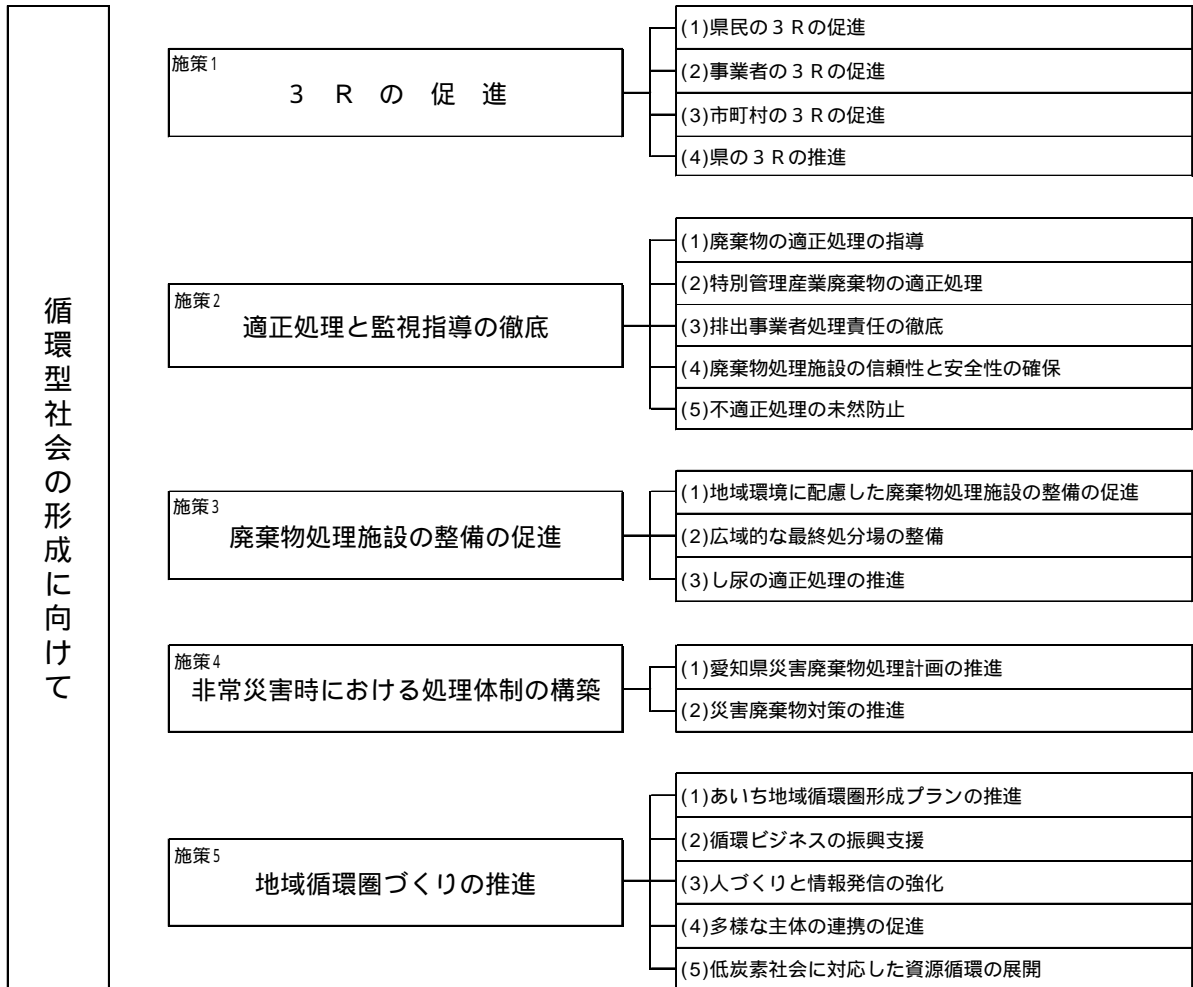 循環型社会の形成に向けて
施策1
３Ｒの促進
(1)県民の３Ｒの促進
(2)事業者の３Ｒの促進
(3)市町村の３Ｒの促進
(4)県の３Ｒの推進
施策2
適正処理と監視指導の徹底
(1)廃棄物の適正処理の指導
(2)特別管理産業廃棄物の適正処理
(3)排出事業者処理責任の徹底
(4)廃棄物処理施設の信頼性と安全性の確保
(5)不適正処理の未然防止
施策3
廃棄物処理施設の整備の促進
(1)地域環境に配慮した廃棄物処理施設の整備の促進
(2)広域的な最終処分場の整備
(3)し尿の適正処理の推進
施策4
非常災害時における処理体制の構築
(1)愛知県災害廃棄物処理計画の推進
(2)災害廃棄物対策の推進
施策5
地域循環圏づくりの推進
(1)あいち地域循環圏形成プランの推進
(2)循環ビジネスの振興支援
(3)人づくりと情報発信の強化
(4)多様な主体の連携の促進
(5)低炭素社会に対応した資源循環の展開